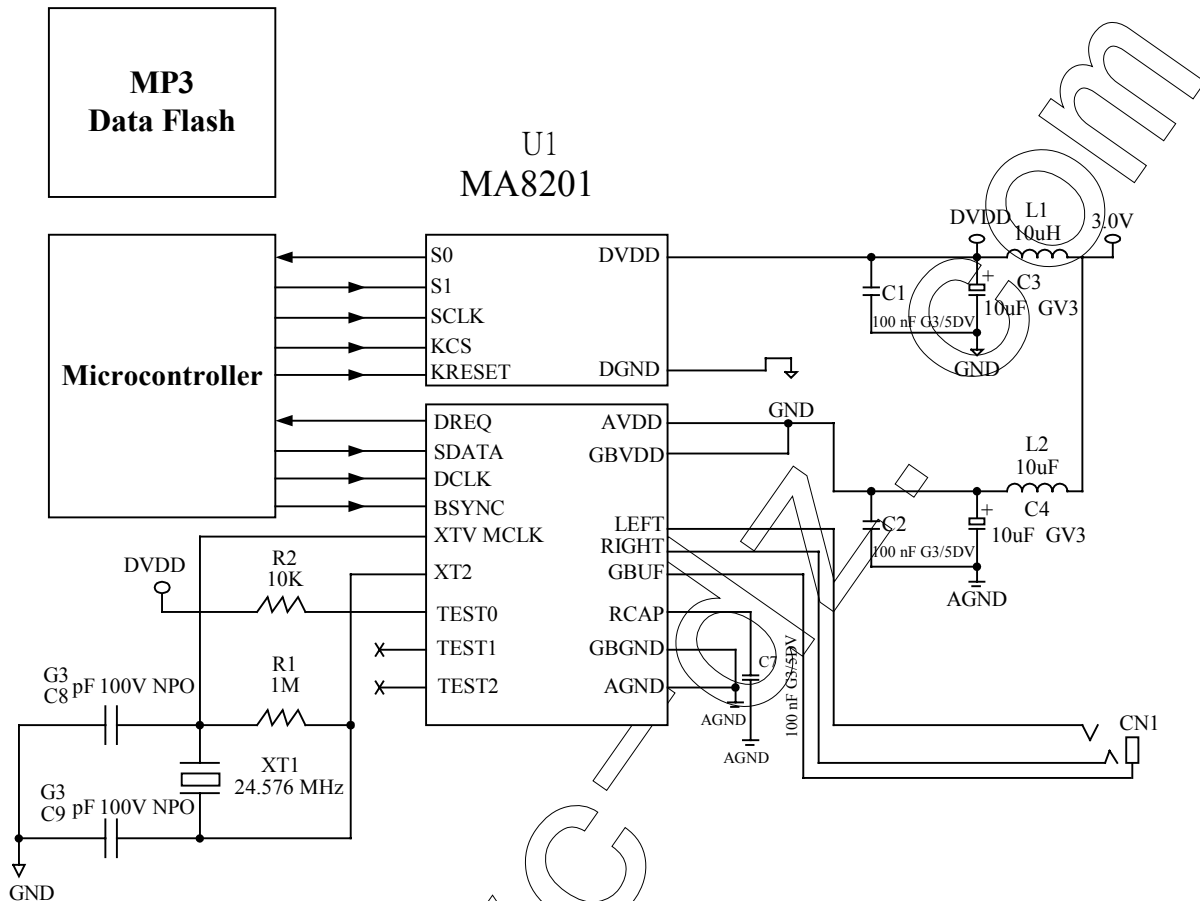 MP3
Data Flash
U1
MA8201
Microcontroller
S0
S1
SCLK
KCS
KRESET
DVDD
DGND
DREQ
SDATA
DCLK
BSYNC
XTV MCLK
XT2
TEST0
TEST1
TEST2
AVDD
GBVDD
LEFT
RIGHT
GBUF
RCAP
GBGND
AGND
DVDD
L1
10uH
3.0V
C1
100 nF G3/5DV
C3
10uF GV3
GND
GND
L2
10uF
C2
100 nF G3/5DV
C4
10uF GV3
AGND
C7
100 nF G3/5DV
AGND
AGND
CN1
DVDD
R2
10K
R1
1M
G3
C8 pF 100V NPO
XT1
24.576 MHz
G3
C9 pF 100V NPO
GND